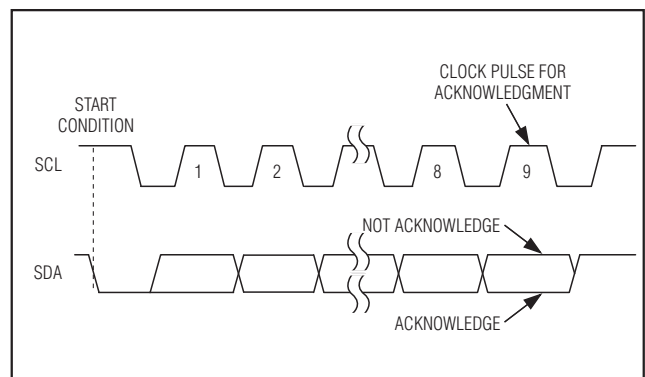 CLOCK PULSE FOR
ACKNOWLEDGMENT
START
CONDITION
SCL
1
2
8
9
NOT ACKNOWLEDGE
SDA
ACKNOWLEDGE